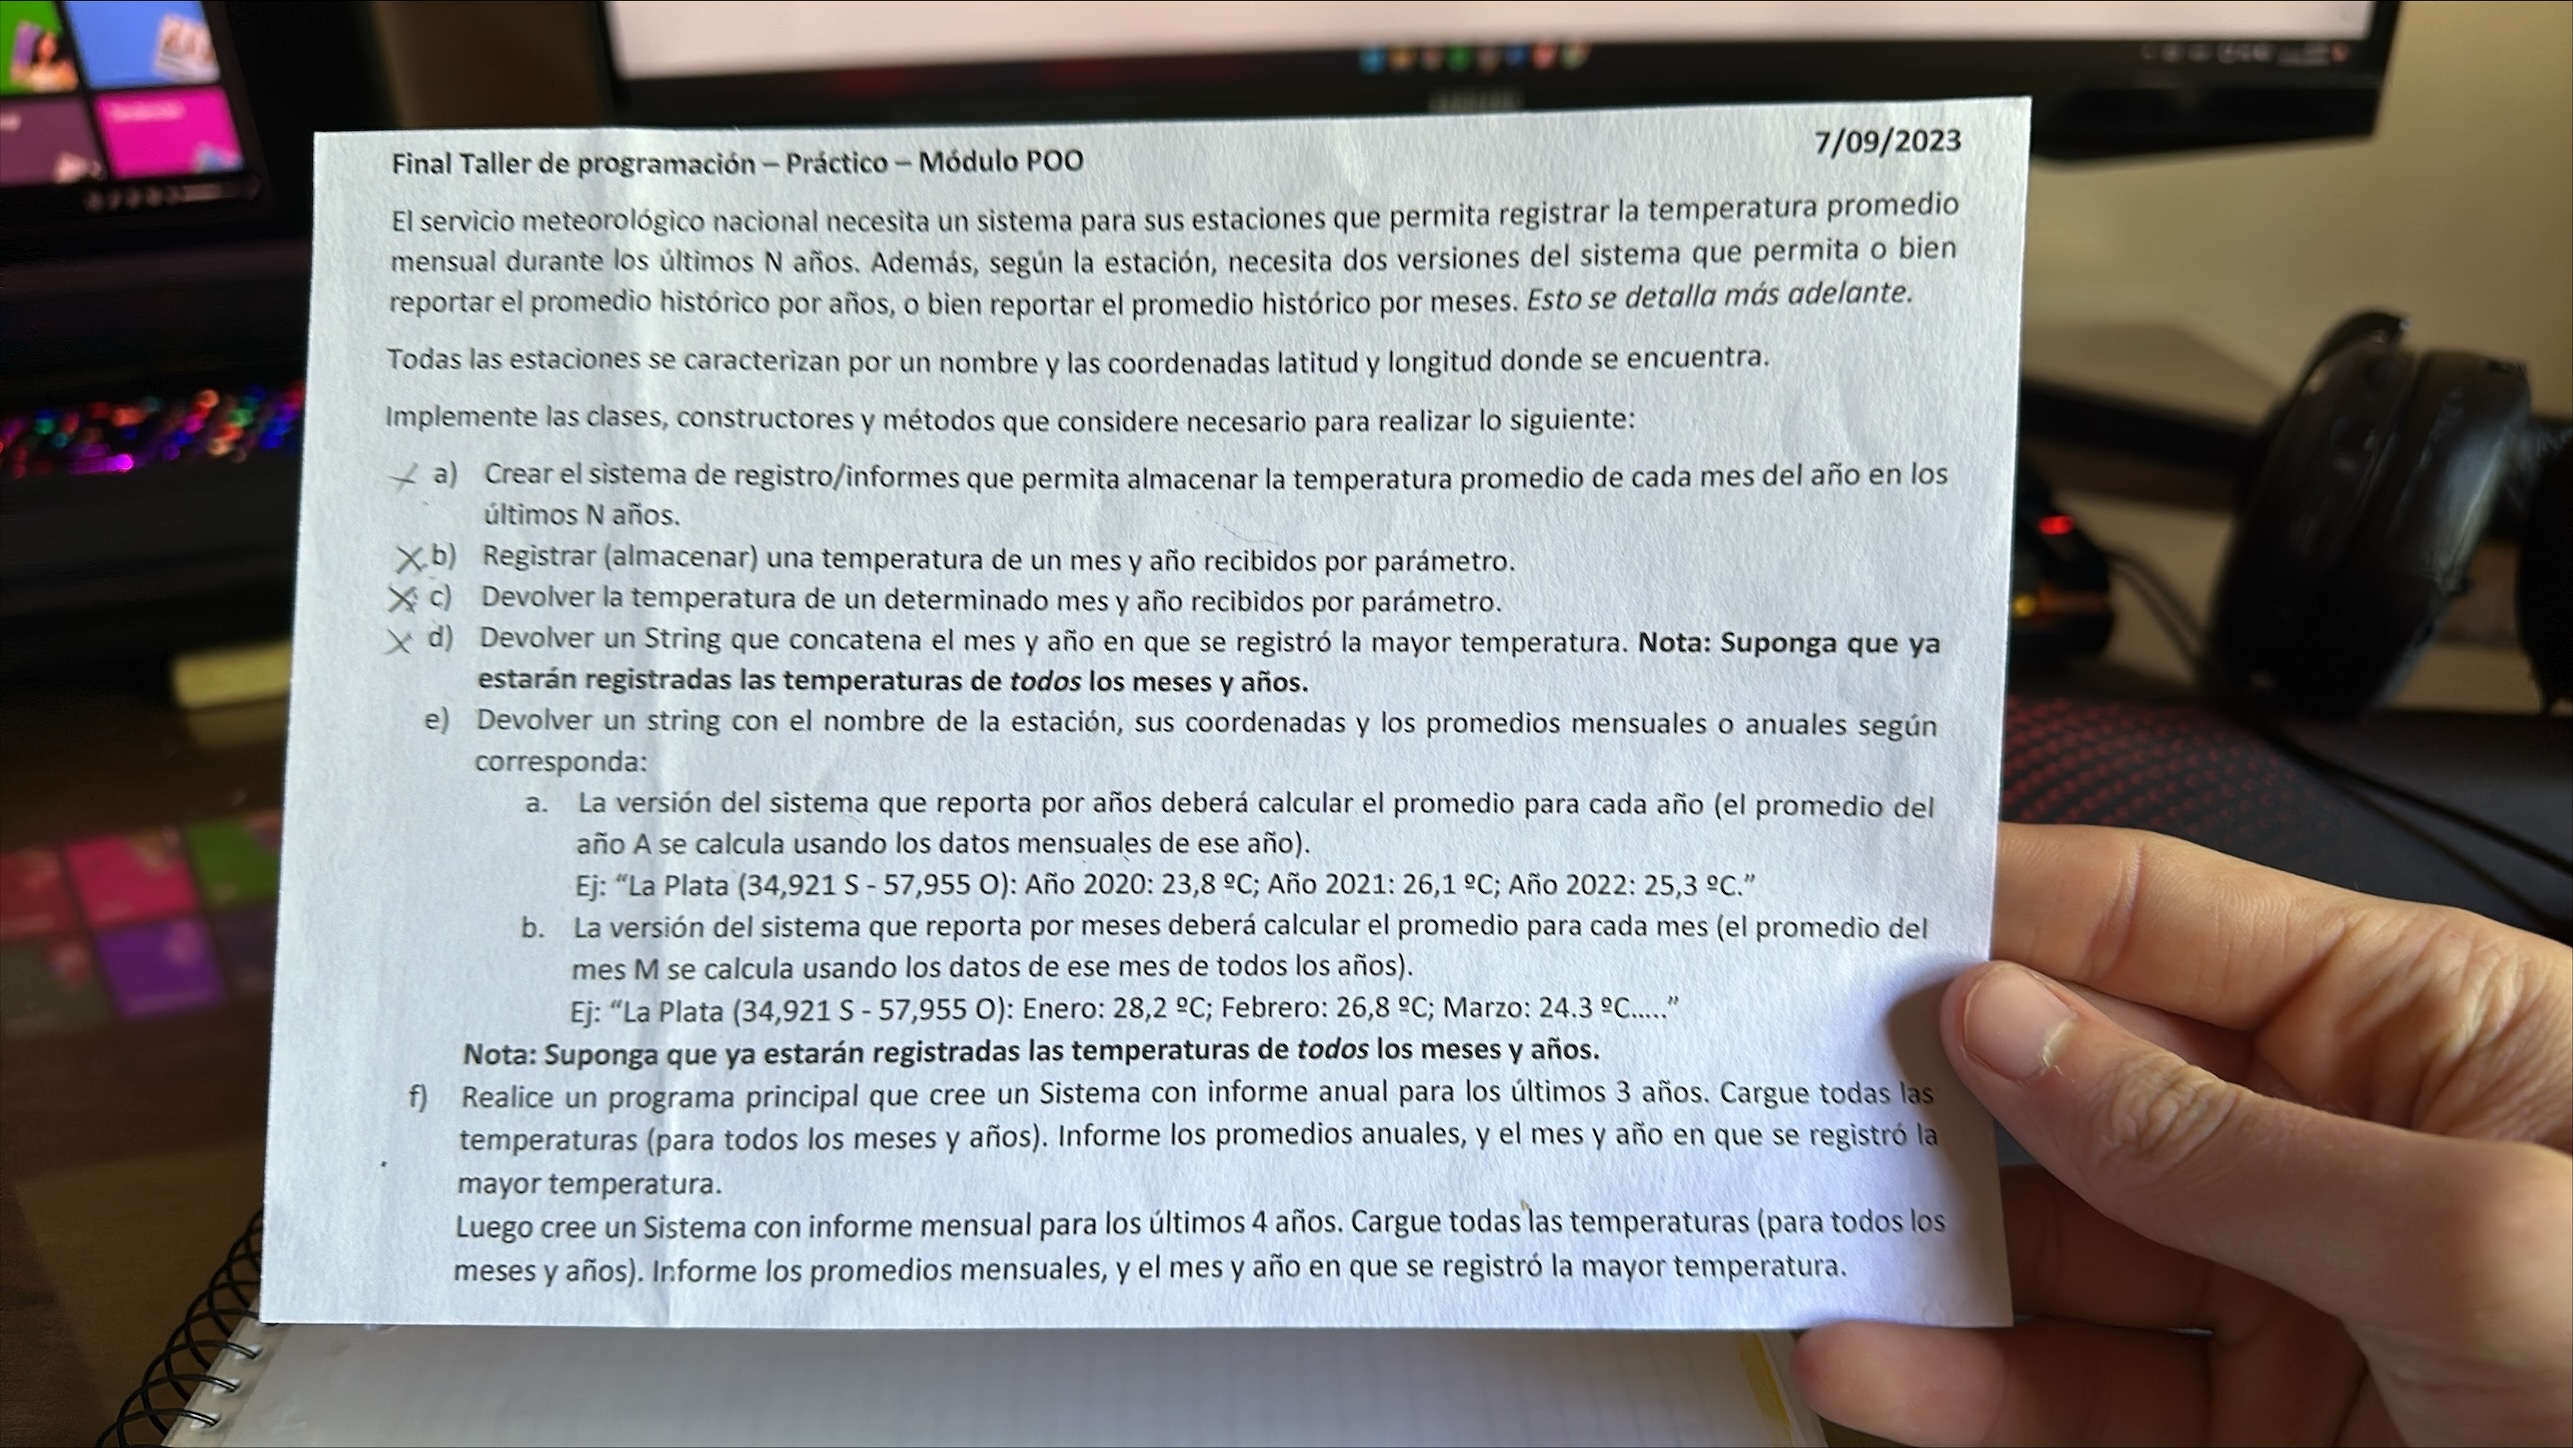 7/09/2023
Final Taller de programación – Práctico – Módulo POO
El servicio meteorológico nacional necesita un sistema para sus estaciones que permita registrar la temperatura promedio
mensual durante los últimos N años. Además, según la estación, necesita dos versiones del sistema que permita o bien
reportar el promedio histórico por años, o bien reportar el promedio histórico por meses. Esto se detalla más adelante.
Todas las estaciones se caracterizan por un nombre y las coordenadas latitud y longitud donde se encuentra.
Implemente las clases, constructores y métodos que considere necesario para realizar lo siguiente:
a) Crear el sistema de registro/informes que permita almacenar la temperatura promedio de cada mes del año en los
últimos N años.
b) Registrar (almacenar) una temperatura de un mes y año recibidos por parámetro.
c) Devolver la temperatura de un determinado mes y año recibidos por parámetro.
d) Devolver un String que concatena el mes y año en que se registró la mayor temperatura. Nota: Suponga que ya
estarán registradas las temperaturas de todos los meses y años.
e) Devolver un string con el nombre de la estación, sus coordenadas y los promedios mensuales o anuales según
corresponda:
a. La versión del sistema que reporta por años deberá calcular el promedio para cada año (el promedio del
año A se calcula usando los datos mensuales de ese año).
Ej: “La Plata (34,921 S - 57,955 O): Año 2020: 23,8 ºC; Año 2021: 26,1 ºC; Año 2022: 25,3 ºC.”
b. La versión del sistema que reporta por meses deberá calcular el promedio para cada mes (el promedio del
mes M se calcula usando los datos de ese mes de todos los años).
Ej: “La Plata (34,921 S - 57,955 O): Enero: 28,2 ºC; Febrero: 26,8 ºC; Marzo: 24.3 ºC.....”
Nota: Suponga que ya estarán registradas las temperaturas de todos los meses y años.
f) Realice un programa principal que cree un Sistema con informe anual para los últimos 3 años. Cargue todas las
temperaturas (para todos los meses y años). Informe los promedios anuales, y el mes y año en que se registró la
mayor temperatura.
Luego cree un Sistema con informe mensual para los últimos 4 años. Cargue todas las temperaturas (para todos los
meses y años). Informe los promedios mensuales, y el mes y año en que se registró la mayor temperatura.